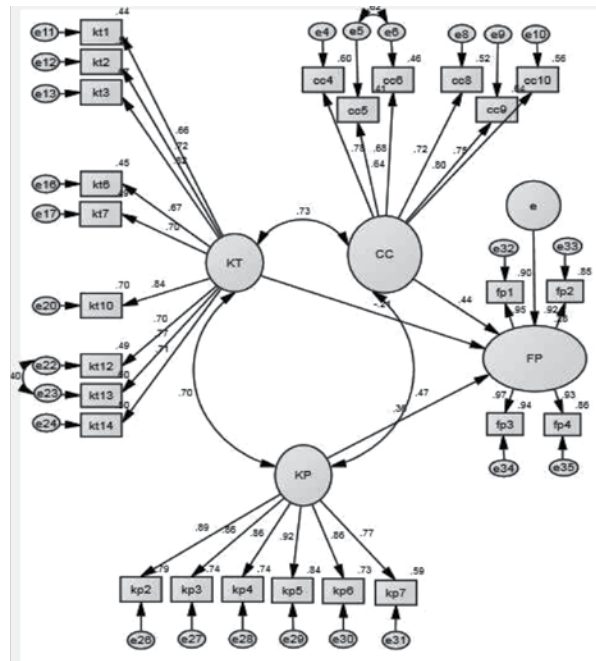 .44
e11 kt1
e12 kt2
e13 kt3
.66
.72
.45
e16 kt6
e17 kt7
.67
.70
.70
e20 kt10
.84
.70
.77
.71
.49
e22 kt12
e23 kt13
e24 kt14
.40
KT
.73
CC
e4 e5 e6
.60 .46
cc4 cc5 cc6
.41
.68
.64
e8 e9 e10
.52 .56
cc8 cc9 cc10
.72
.75
.80
e
e32 e33
.90 .85
fp1 fp2
.95 .92
.44
FP
.47
.36
.97 .93
.94 .86
fp3 fp4
e34 e35
.70
KP
.89 .86 .86 .92 .86 .77
.79 .74 .74 .84 .73 .59
kp2 kp3 kp4 kp5 kp6 kp7
e26 e27 e28 e29 e30 e31